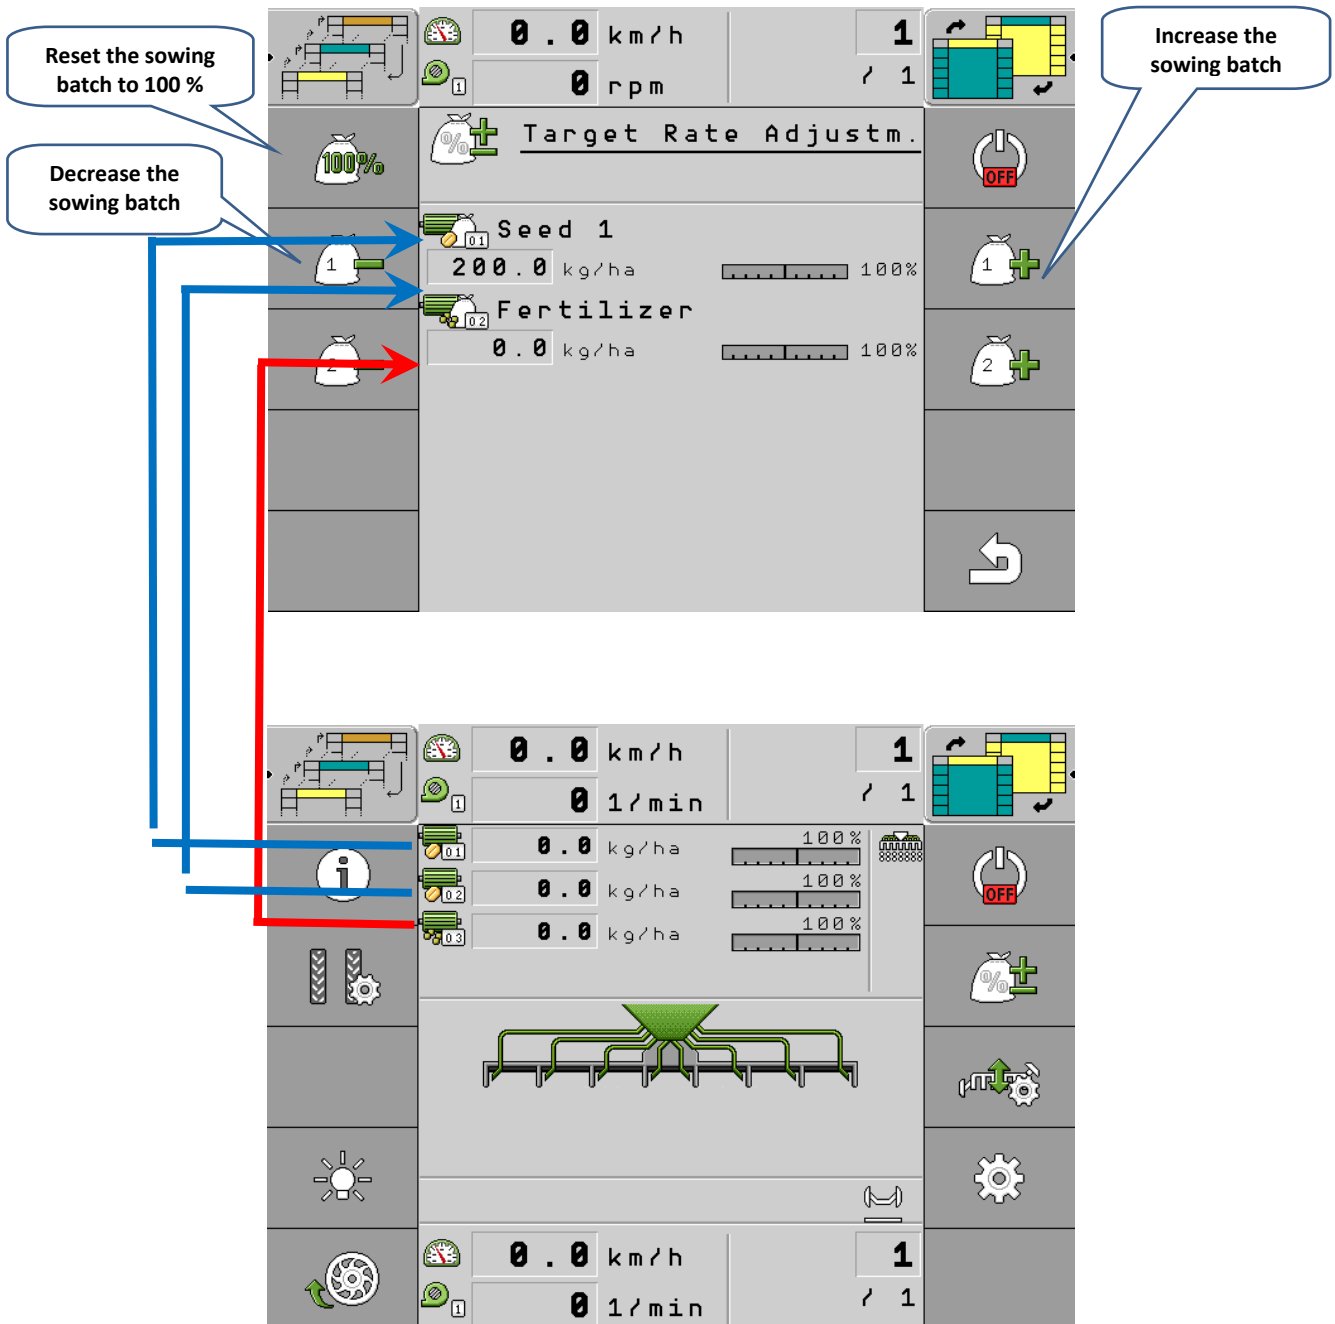 Reset the sowing
batch to 100 %
Decrease the
sowing batch
Increase the
sowing batch
0.0 km/h
1
1
0 rpm
/ 1
100%
%
Target Rate Adjustm.
OFF
01
Seed 1
1
200.0 kg/ha
100%
1
02
Fertilizer
2
0.0 kg/ha
100%
2
0.0 km/h
1
1
0 1/min
/ 1
i
01
0.0 kg/ha
100%
02
0.0 kg/ha
100%
03
0.0 kg/ha
100%
OFF
%
0.0 km/h
1
1
0 1/min
/ 1